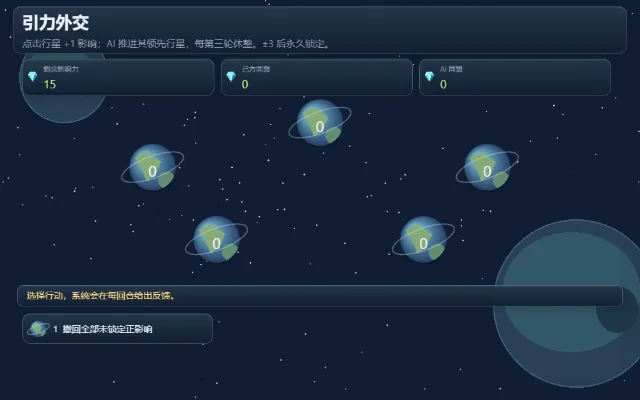 引力外交
点击行星 +1 影响；AI 推进其领先行星，每第三轮休整。±3 后永久锁定。
剩余影响力
15
己方同盟
0
AI 同盟
0
0
0
0
0
0
选择行动，系统会在每回合给出反馈。
1 撤回全部未锁定正影响